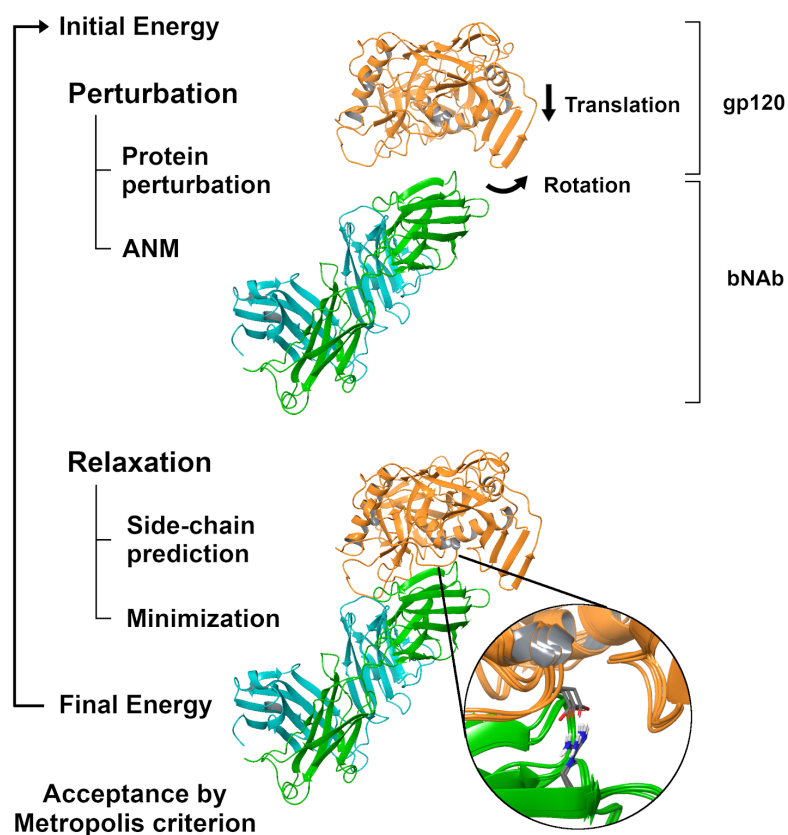 Initial Energy
Perturbation
Protein
perturbation
ANM
Translation
Rotation
gp120
bNAb
Relaxation
Side-chain
prediction
Minimization
Final Energy
Acceptance by
Metropolis criterion